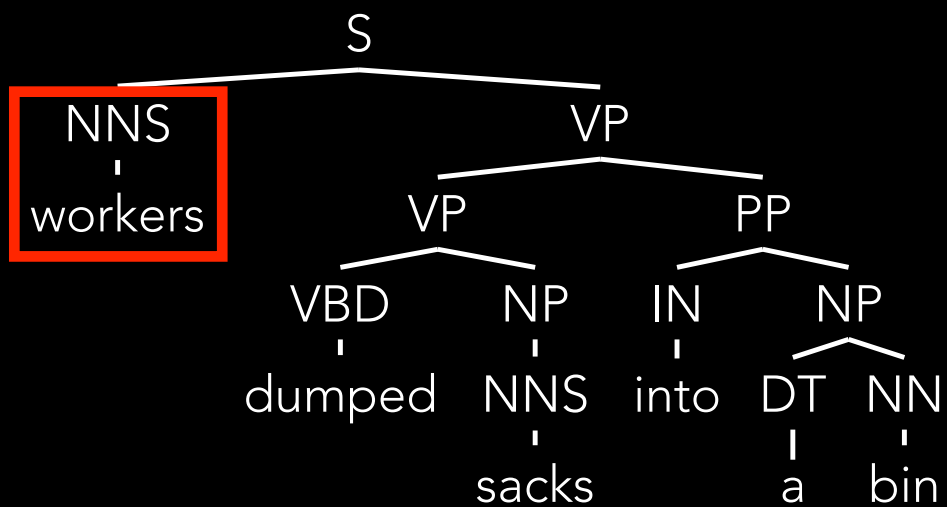 S
NNS VP
workers VP PP
VBD NP IN NP
dumped NNS into DT NN
sacks a bin